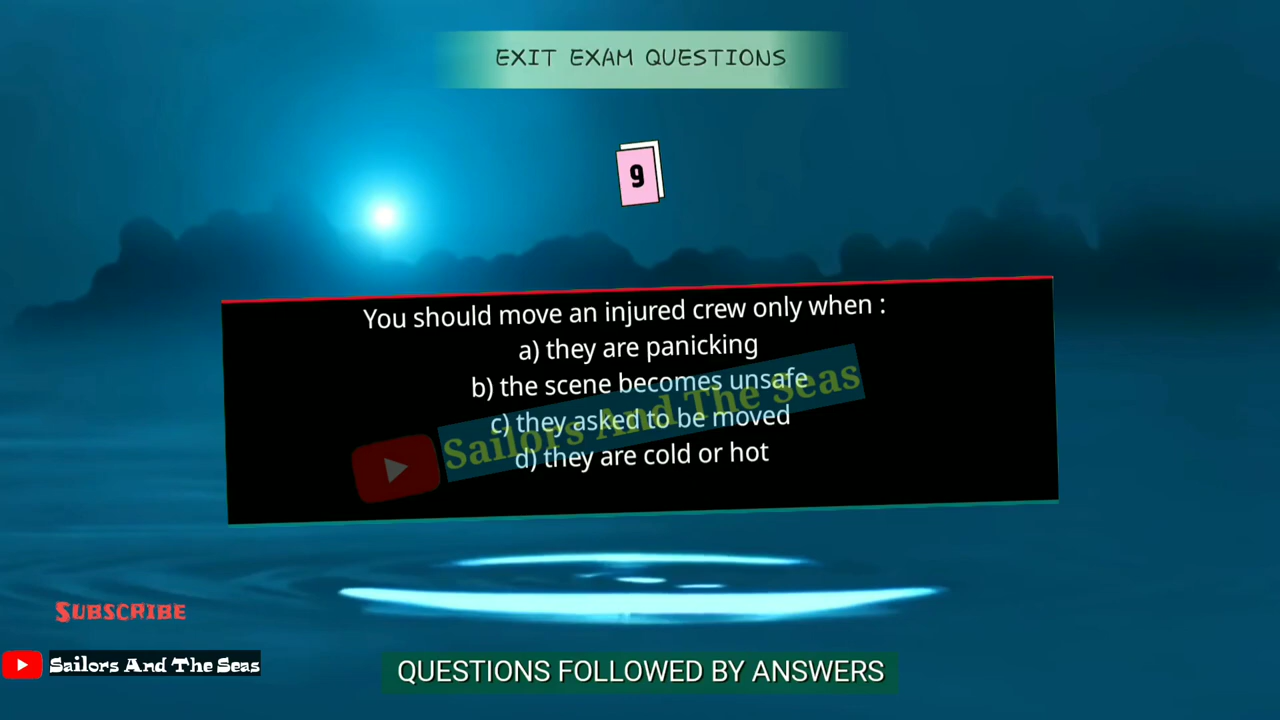 EXIT EXAM QUESTIONS
9
You should move an injured crew only when :
a) they are panicking
b) the scene becomes unsafe
c) they asked to be moved
d) they are cold or hot
Sailors And The Seas
SUBSCRIBE
Sailors And The Seas
QUESTIONS FOLLOWED BY ANSWERS